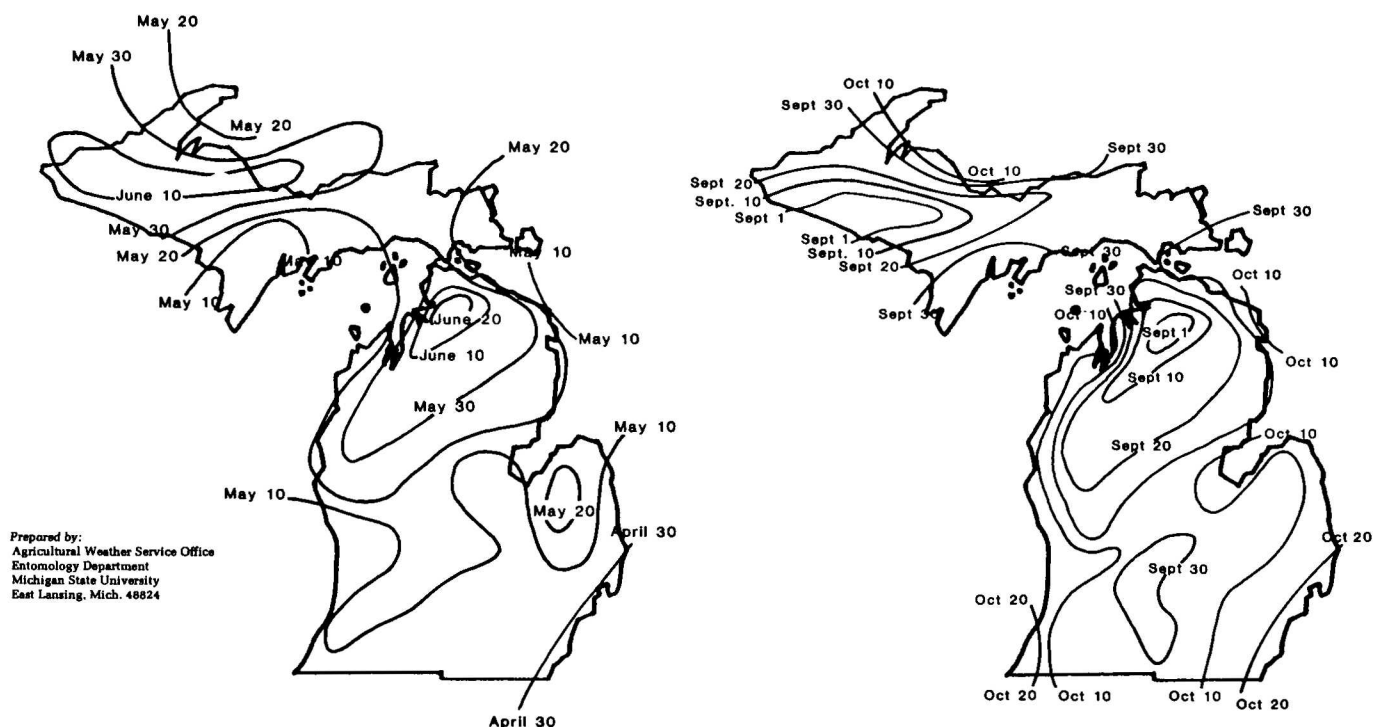 May 20
May 30
May 20
May 20
June 10
May 30
May 20
May 10
May 10
May 10
May 10
June 20
June 10
May 30
May 10
May 10
May 20
April 30
April 30
Prepared by:
Agricultural Weather Service Office
Entomology Department
Michigan State University
East Lansing, Mich. 48824
Oct 10
Sept 30
Sept 30
Oct 10
Sept 20
Sept. 10
Sept 1
Sept 1
Sept. 10
Sept 20
Sept 30
Sept 30
Sept 30
Sept 30
Oct 10
Oct 10
Oct 10
Sept 1
Sept 10
Sept 20
Oct 10
Oct 20
Sept 30
Oct 20
Oct 20
Oct 10
Oct 10
Oct 20